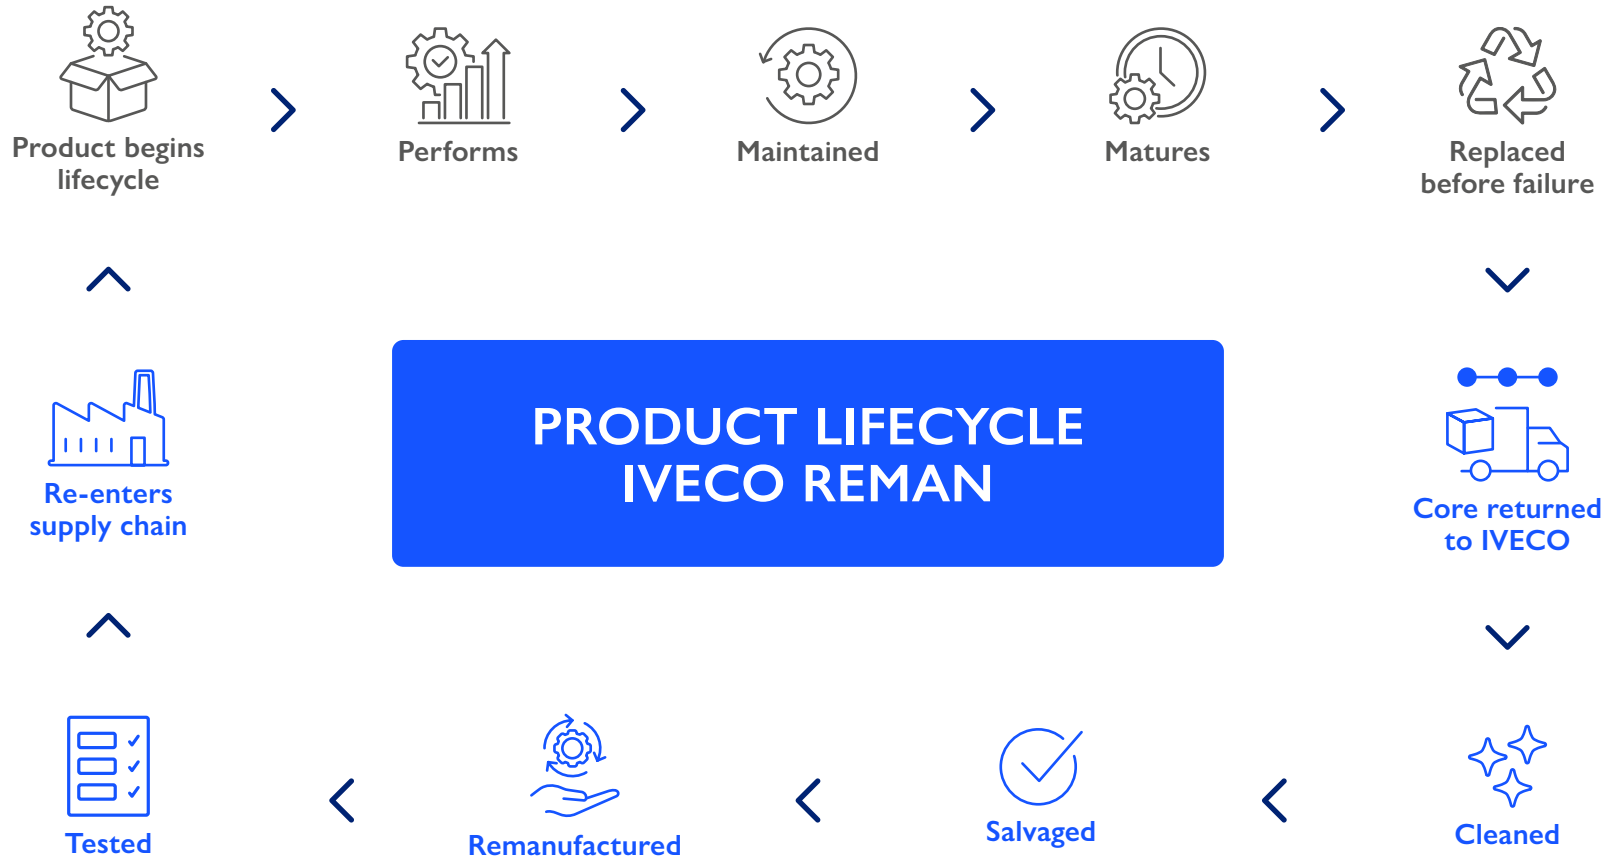 Product begins
lifecycle
Performs
Maintained
Matures
Replaced
before failure
PRODUCT LIFECYCLE
IVECO REMAN
Re-enters
supply chain
Core returned
to IVECO
Tested
Remanufactured
Salvaged
Cleaned